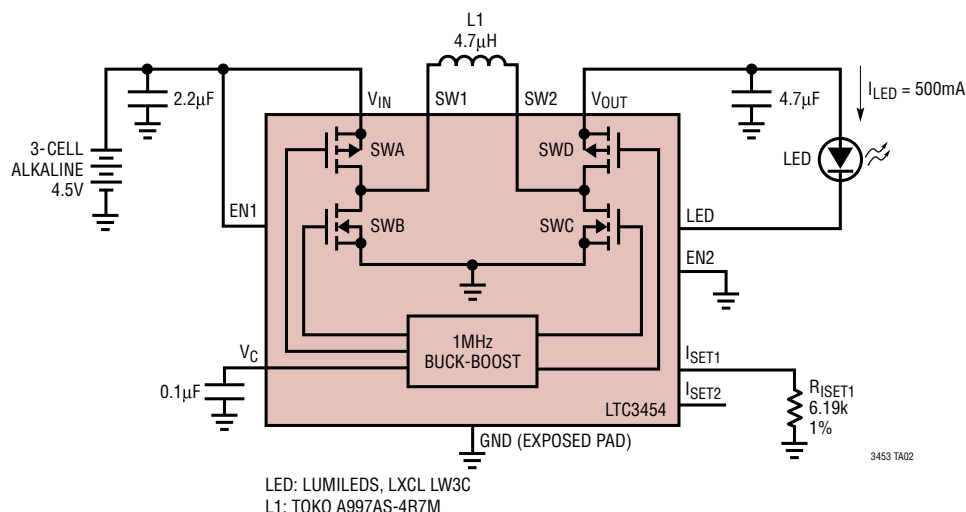 L1
4.7µH
2.2µF
VIN
SW1
SW2
VOUT
4.7µF
ILED = 500mA
3-CELL
ALKALINE
4.5V
SWA
SWD
LED
EN1
SWB
SWC
LED
EN2
1MHz
BUCK-BOOST
VC
ISET1
0.1µF
RISET1
6.19k
1%
ISET2
LTC3454
GND (EXPOSED PAD)
3453 TA02
LED: LUMILEDS, LXCL LW3C
L1: TOKO A997AS-4R7M